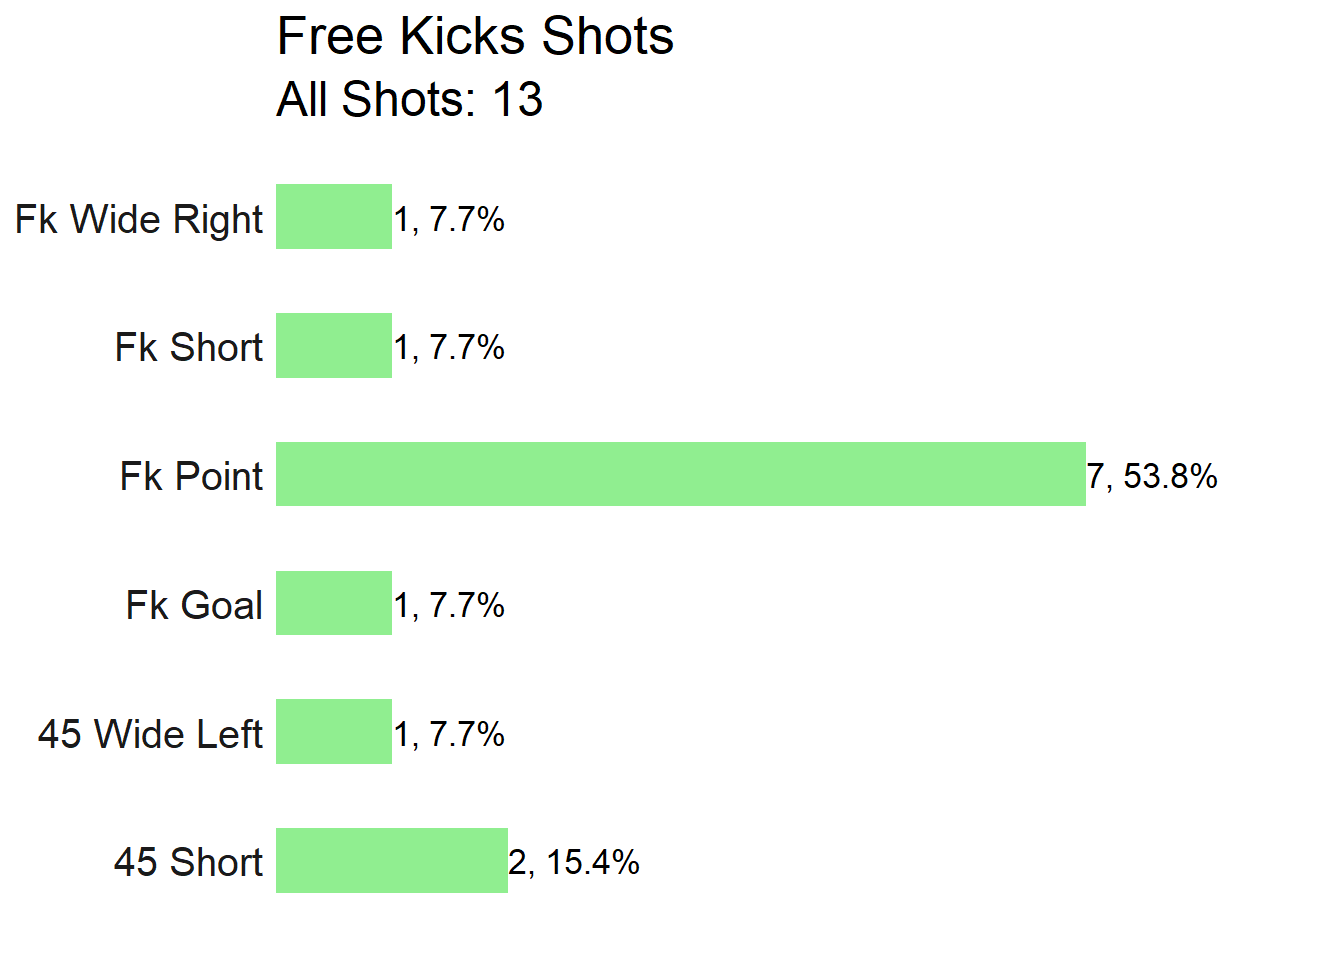 Free Kicks Shots
All Shots: 13
Fk Wide Right 1, 7.7%
Fk Short 1, 7.7%
Fk Point 7, 53.8%
Fk Goal 1, 7.7%
45 Wide Left 1, 7.7%
45 Short 2, 15.4%